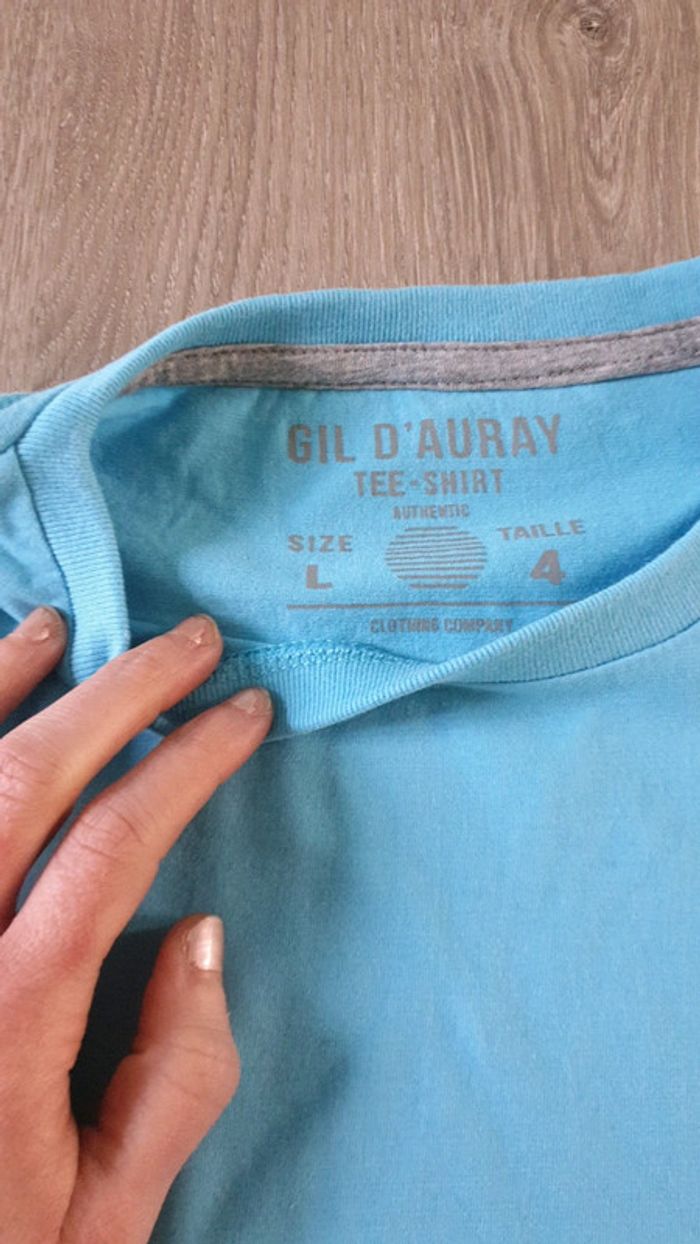 GIL D'AURAY
TEE-SHIRT
AUTHENTIC
SIZE TAILLE
L 4
CLOTHING COMPANY